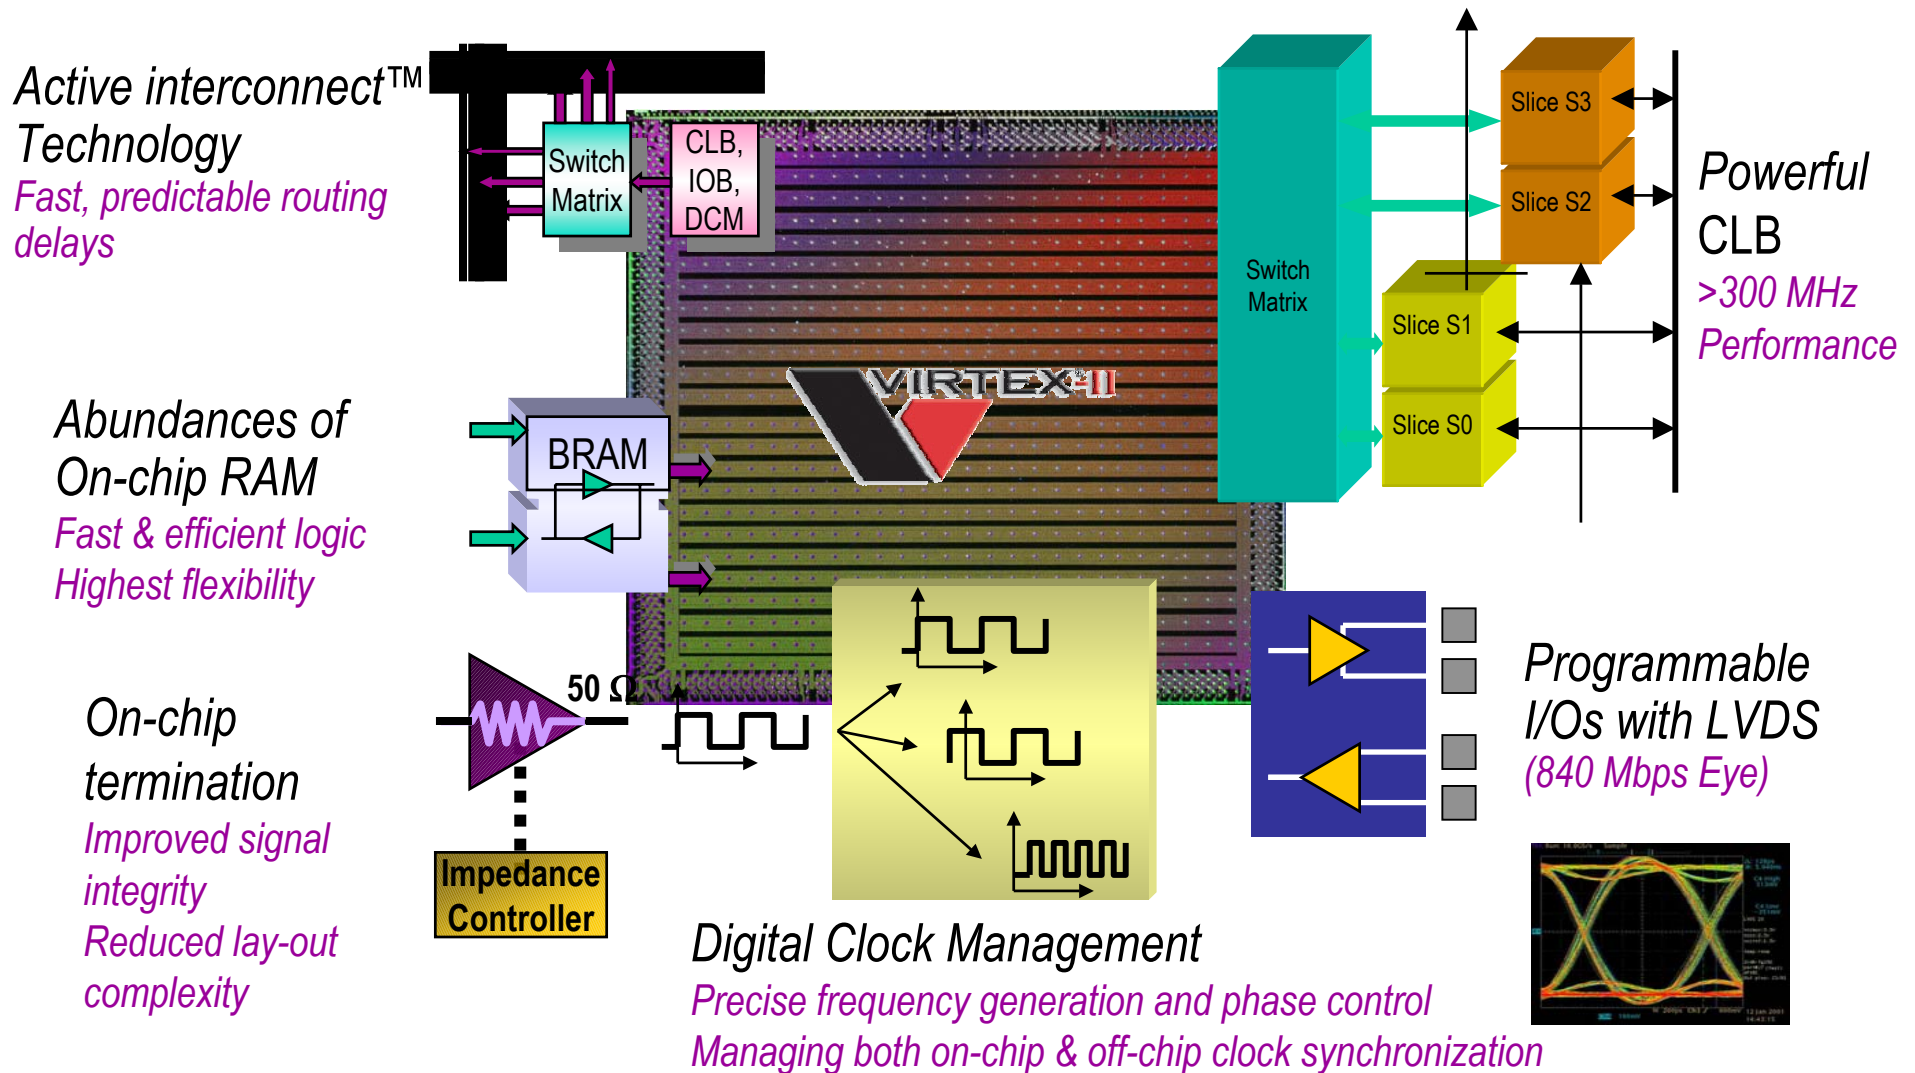 Active interconnect™
Technology
Fast, predictable routing
delays
Switch
Matrix
CLB,
IOB,
DCM
Switch
Matrix
Slice S3
Slice S2
Slice S1
Slice S0
Powerful
CLB
>300 MHz
Performance
VIRTEX®-II
Abundances of
On-chip RAM
Fast & efficient logic
Highest flexibility
BRAM
On-chip
termination
Improved signal
integrity
Reduced lay-out
complexity
50 Ω
Impedance
Controller
Digital Clock Management
Precise frequency generation and phase control
Managing both on-chip & off-chip clock synchronization
Programmable
I/Os with LVDS
(840 Mbps Eye)
12 Jan 2001